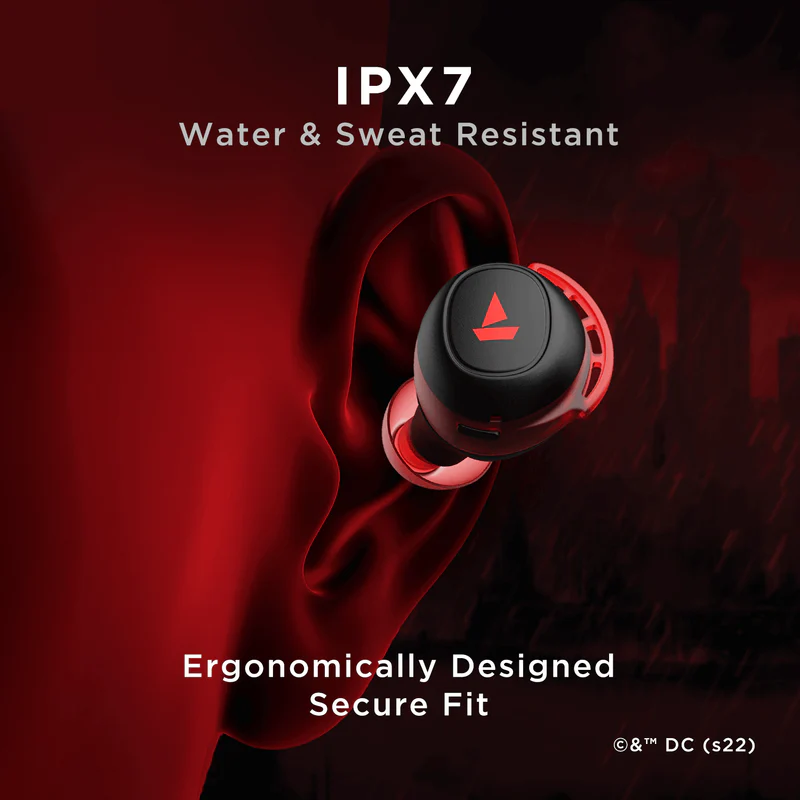 IPX7
Water & Sweat Resistant
Ergonomically Designed
Secure Fit
©&™ DC (s22)